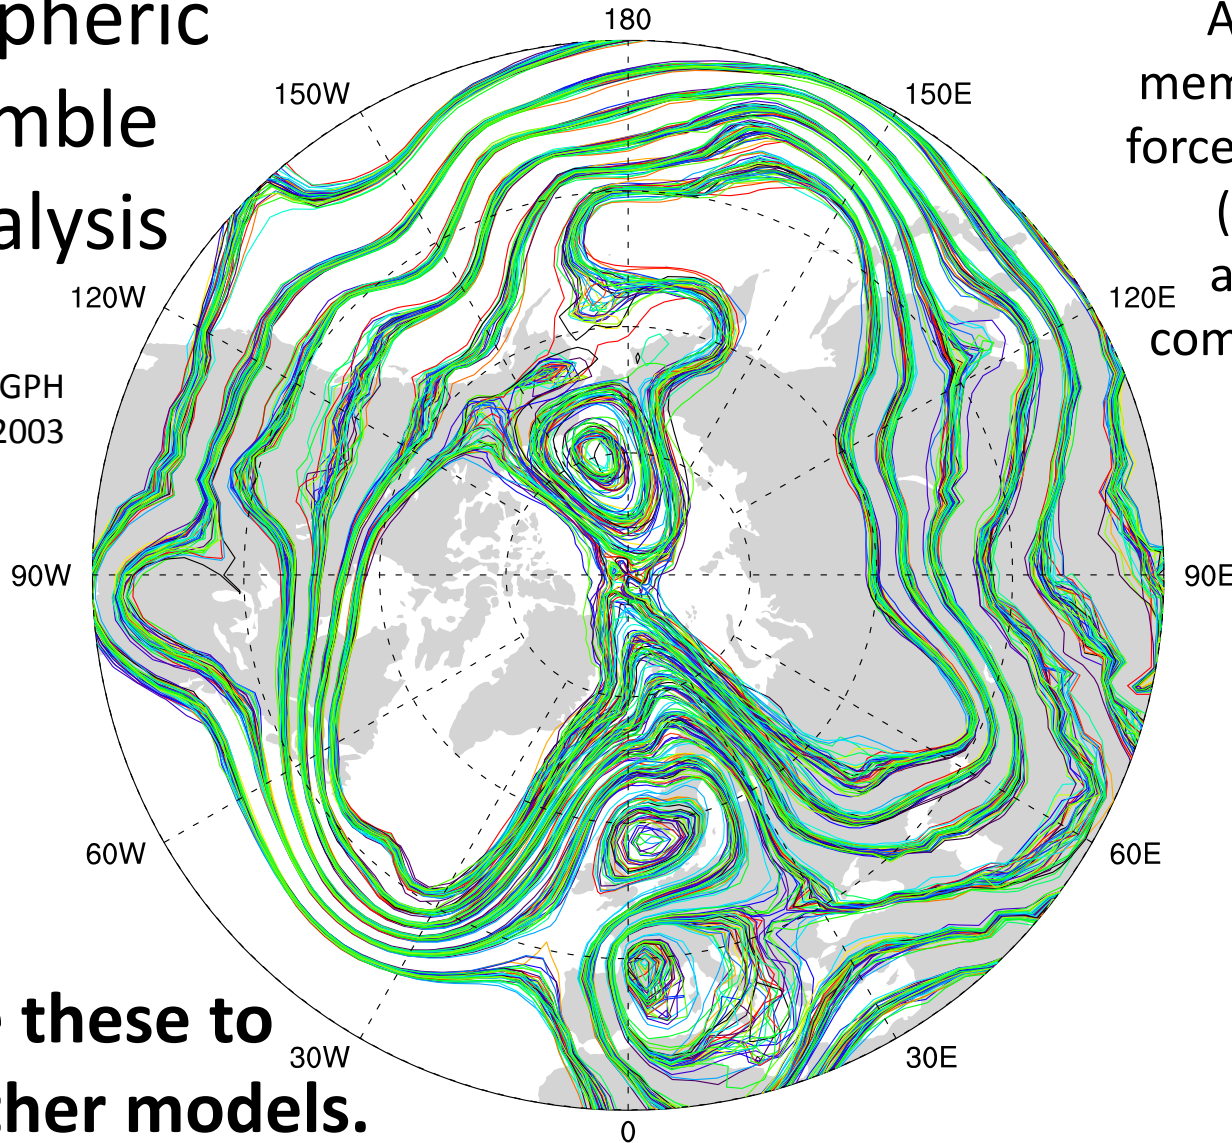 pheric
mble
alysis
GPH
2003
180
150W
150E
120W
120E
90W
90E
60W
60E
30W
30E
0
A
mem
force
(
a
com
these to
ther models.